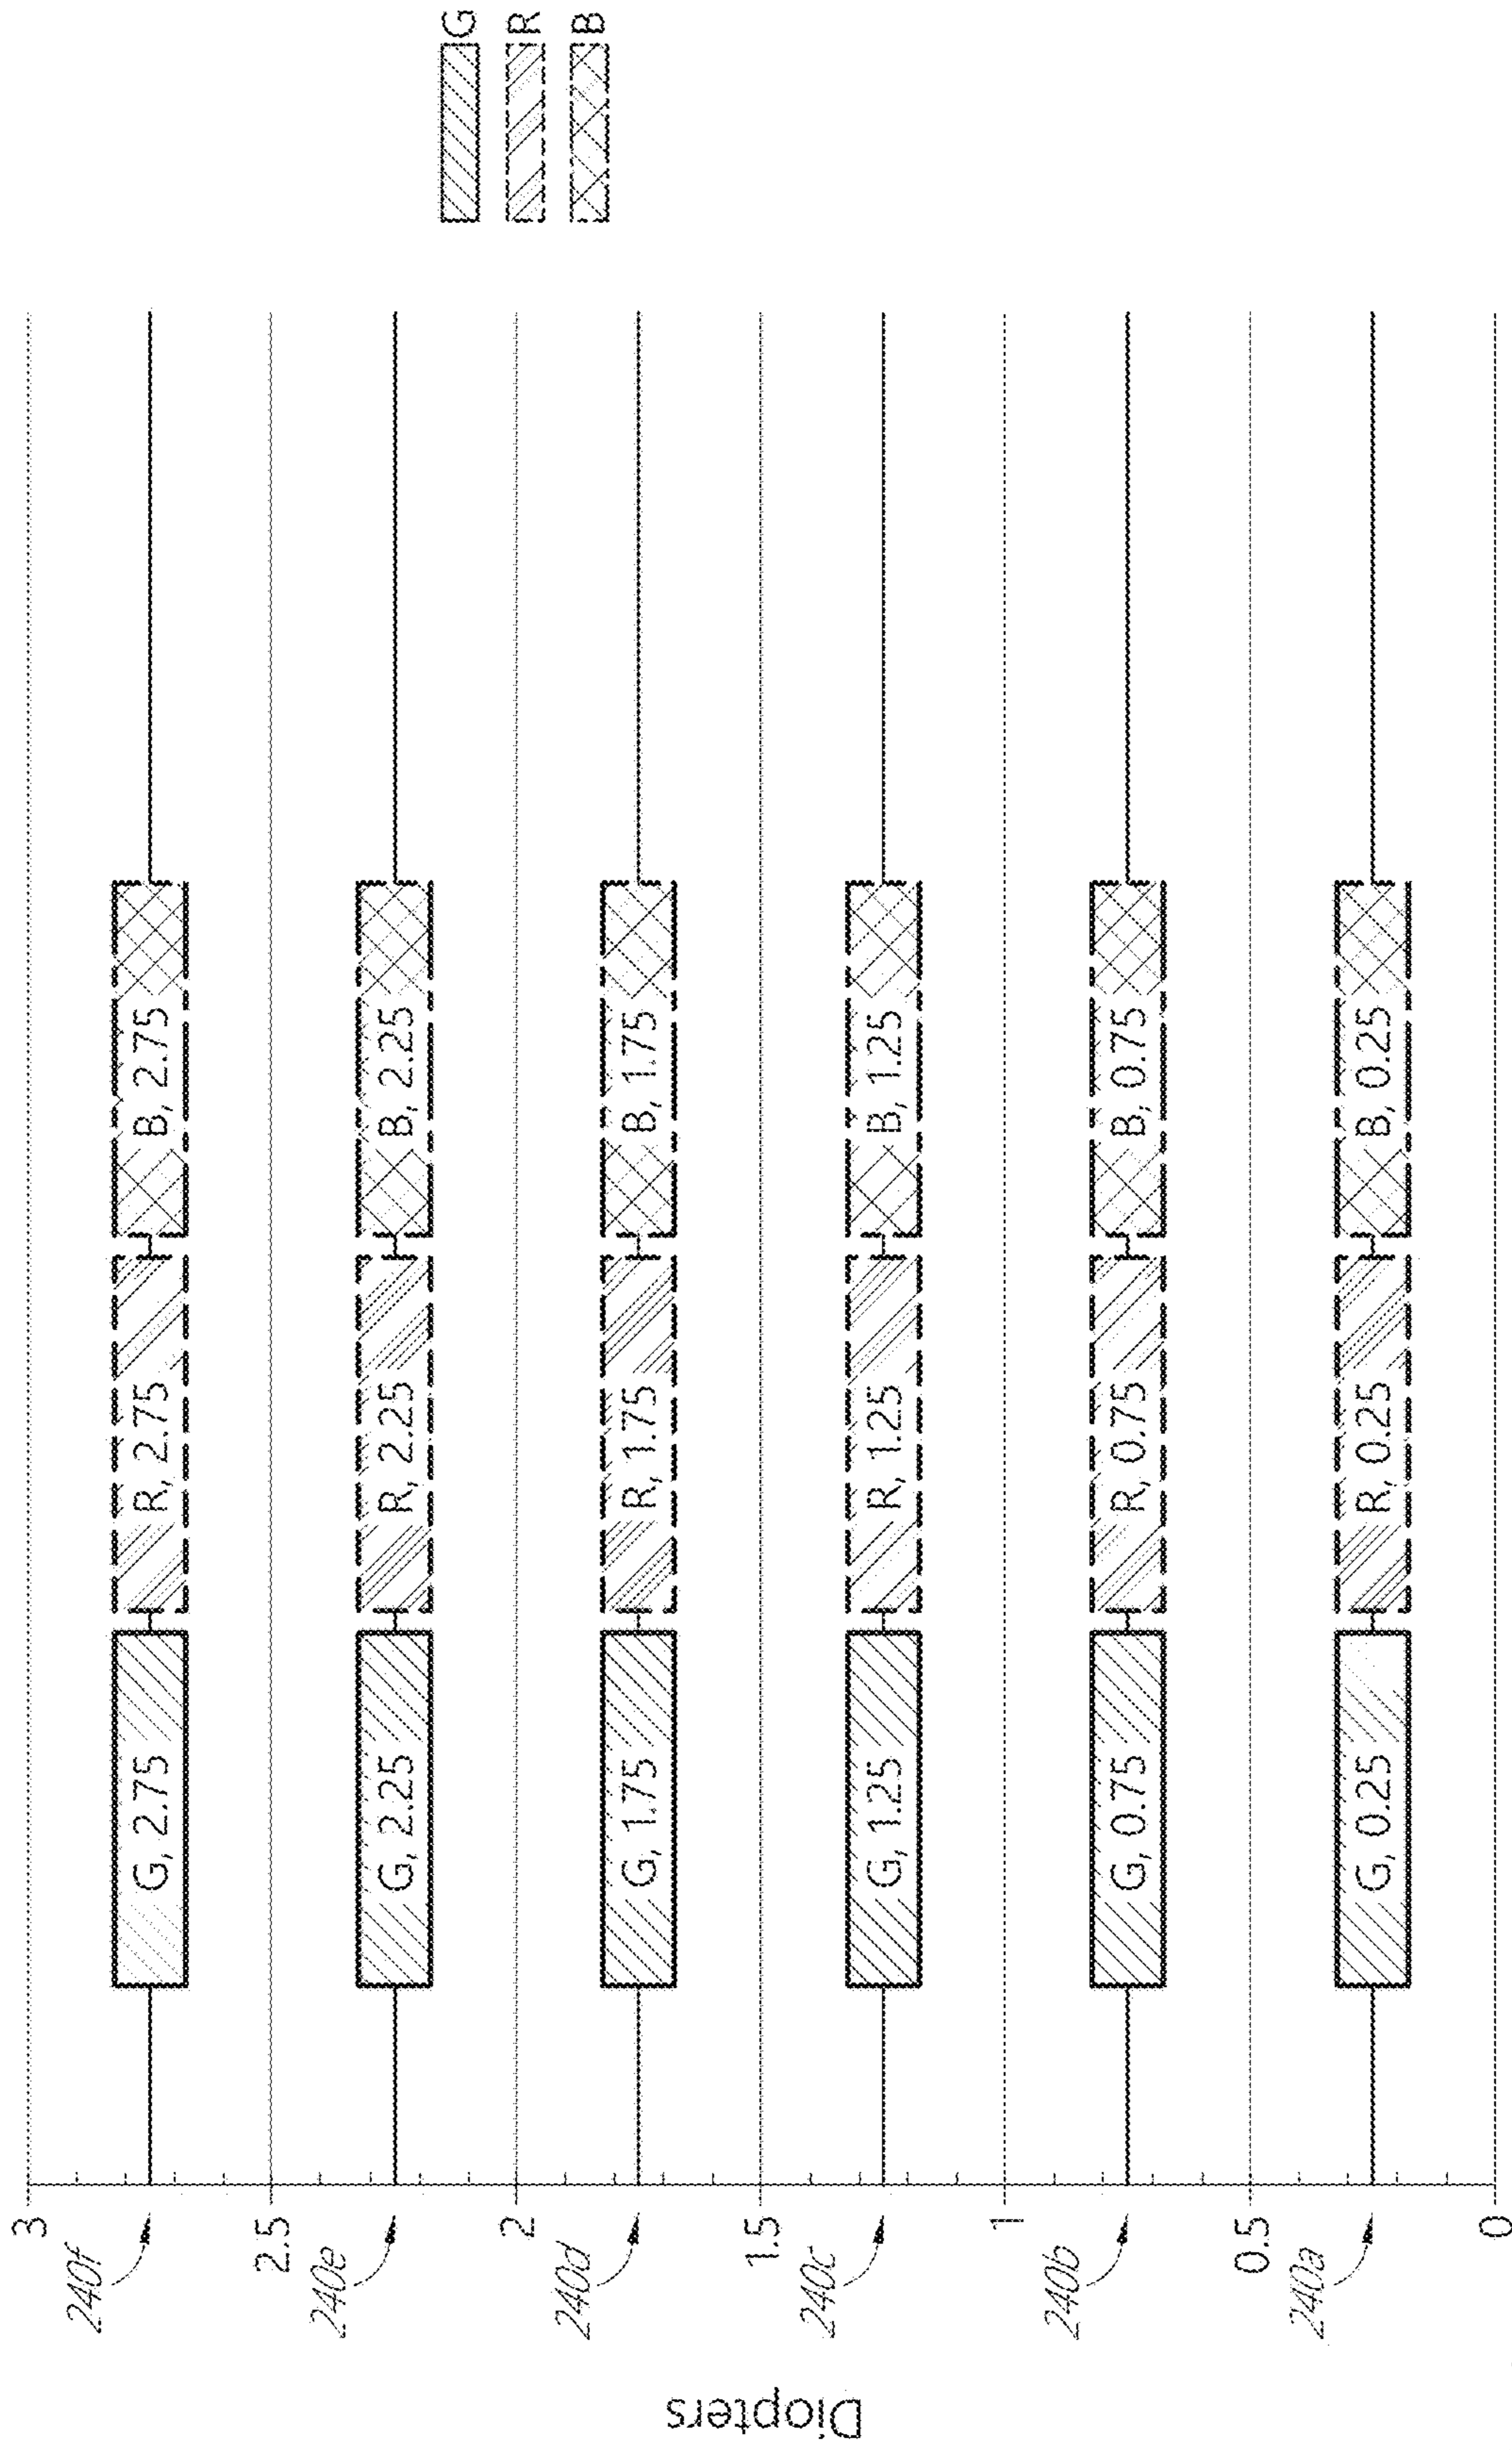 Diopters
3
240f
G, 2.75
R, 2.75
B, 2.75
2.5
240e
G, 2.25
R, 2.25
B, 2.25
2
240d
G, 1.75
R, 1.75
B, 1.75
1.5
240c
G, 1.25
R, 1.25
B, 1.25
1
240b
G, 0.75
R, 0.75
B, 0.75
0.5
240a
G, 0.25
R, 0.25
B, 0.25
0
G
R
B